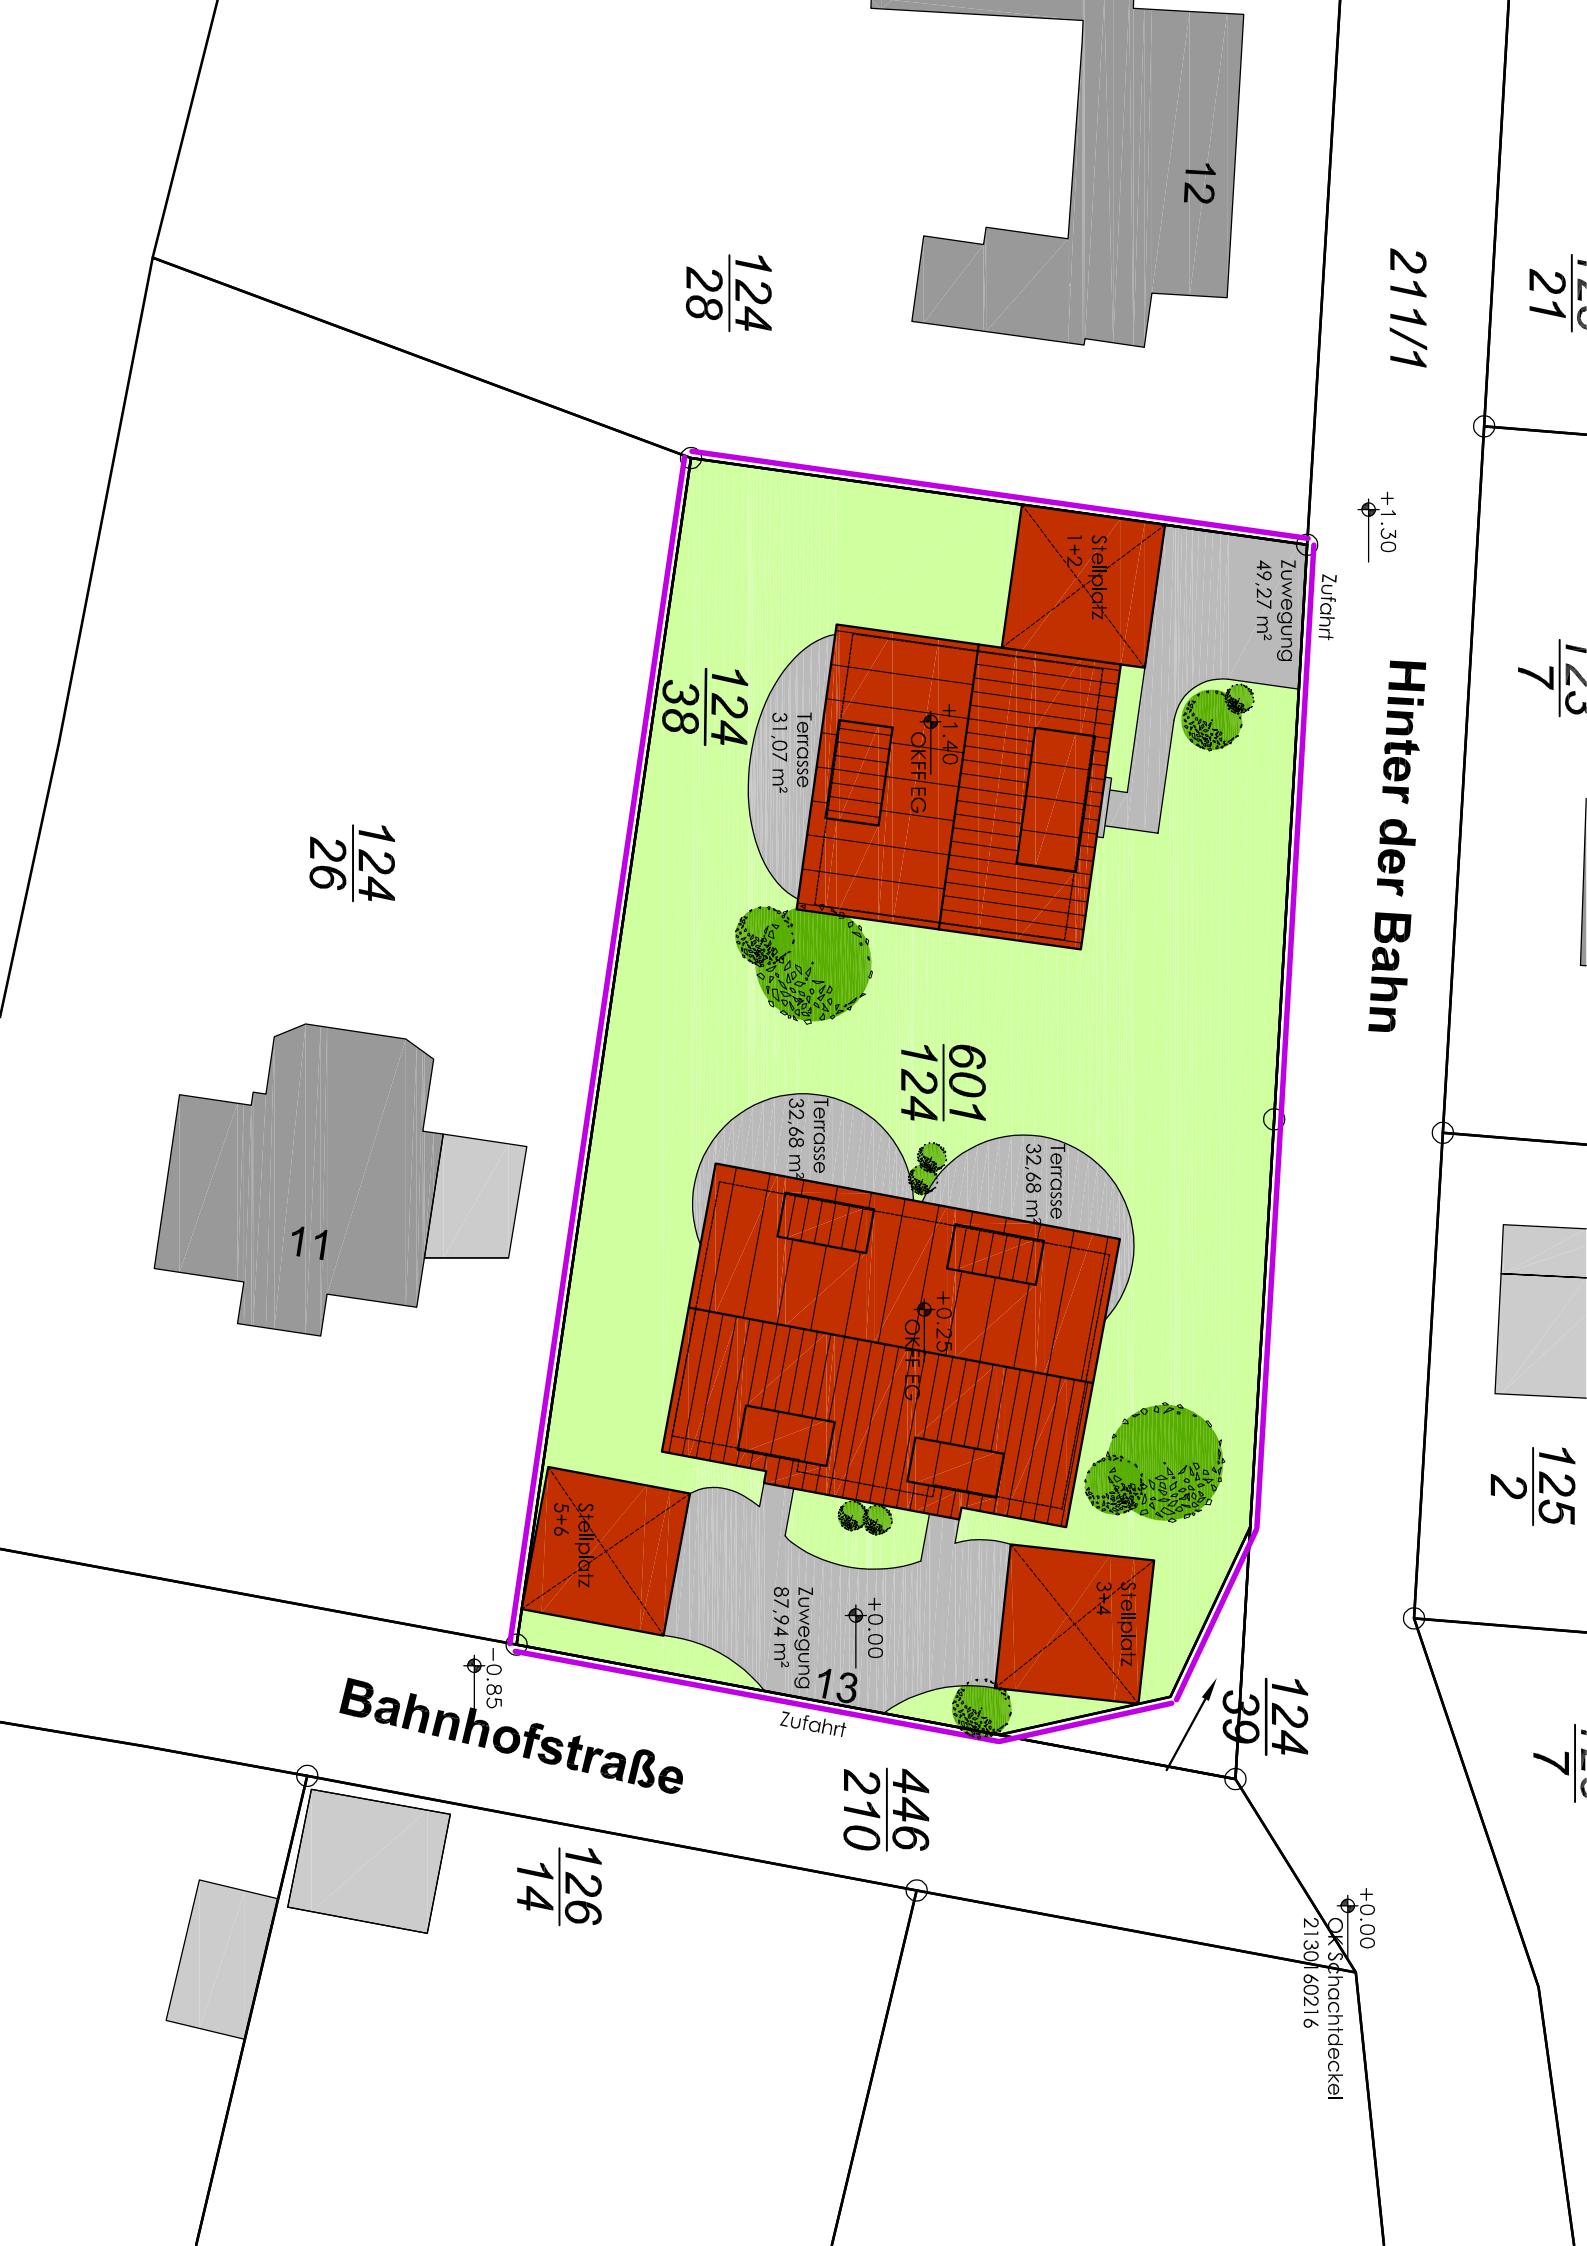 12
124
28
211/1
21
+1.30
Zufahrt
Zuwegung
49,27 m²
Stellplatz
1+2
Hinter der Bahn
7
124
38
Terrasse
31,07 m²
+1.40
OKFF EG
124
26
601
124
Terrasse
32,68 m²
Terrasse
32,68 m²
11
+0.25
OKFF EG
125
2
Stellplatz
5+6
Stellplatz
3+4
Zuwegung
87,94 m²
+0.00
13
Zufahrt
-0.85
Bahnhofstraße
124
39
7
446
210
126
14
+0.00
OK Schachtdeckel
2130160216